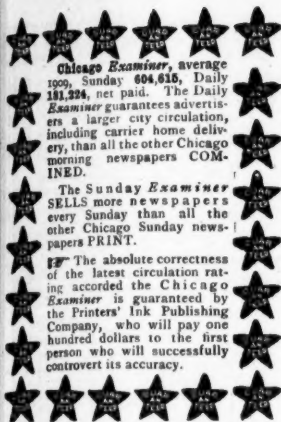 Chicago Examiner, average
1909, Sunday 604,615, Daily
181,224, net paid. The Daily
Examiner guarantees advertis-
ers a larger city circulation,
including carrier home deliv-
ery, than all the other Chicago
morning newspapers COM-
INED.
The Sunday Examiner
SELLS more newspapers
every Sunday than all the
other Chicago Sunday news-
papers PRINT.
☞ The absolute correctness
of the latest circulation rat-
ing accorded the Chicago
Examiner is guaranteed by
the Printers' Ink Publishing
Company, who will pay one
hundred dollars to the first
person who will successfully
controvert its accuracy.